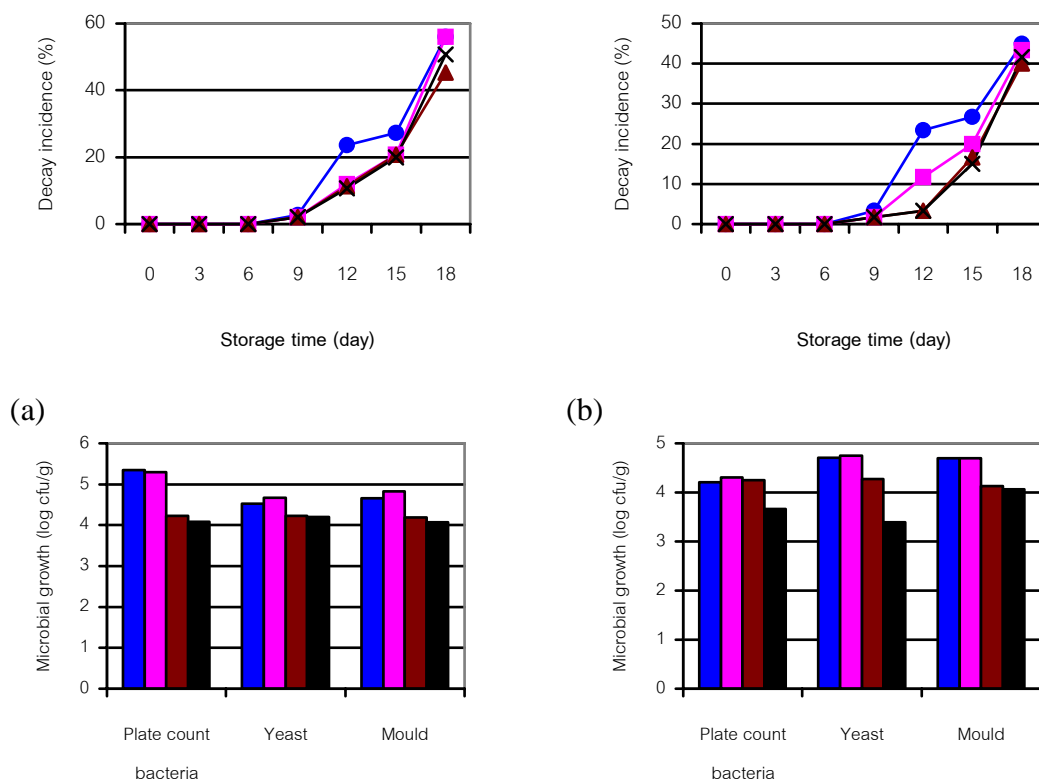 Decay incidence (%)
60
40
20
0
0 3 6 9 12 15 18
Storage time (day)
Decay incidence (%)
50
40
30
20
10
0
0 3 6 9 12 15 18
Storage time (day)
(a)
(b)
Microbial growth (log cfu/g)
6
5
4
3
2
1
0
Plate count Yeast Mould
bacteria
Microbial growth (log cfu/g)
5
4
3
2
1
0
Plate count Yeast Mould
bacteria